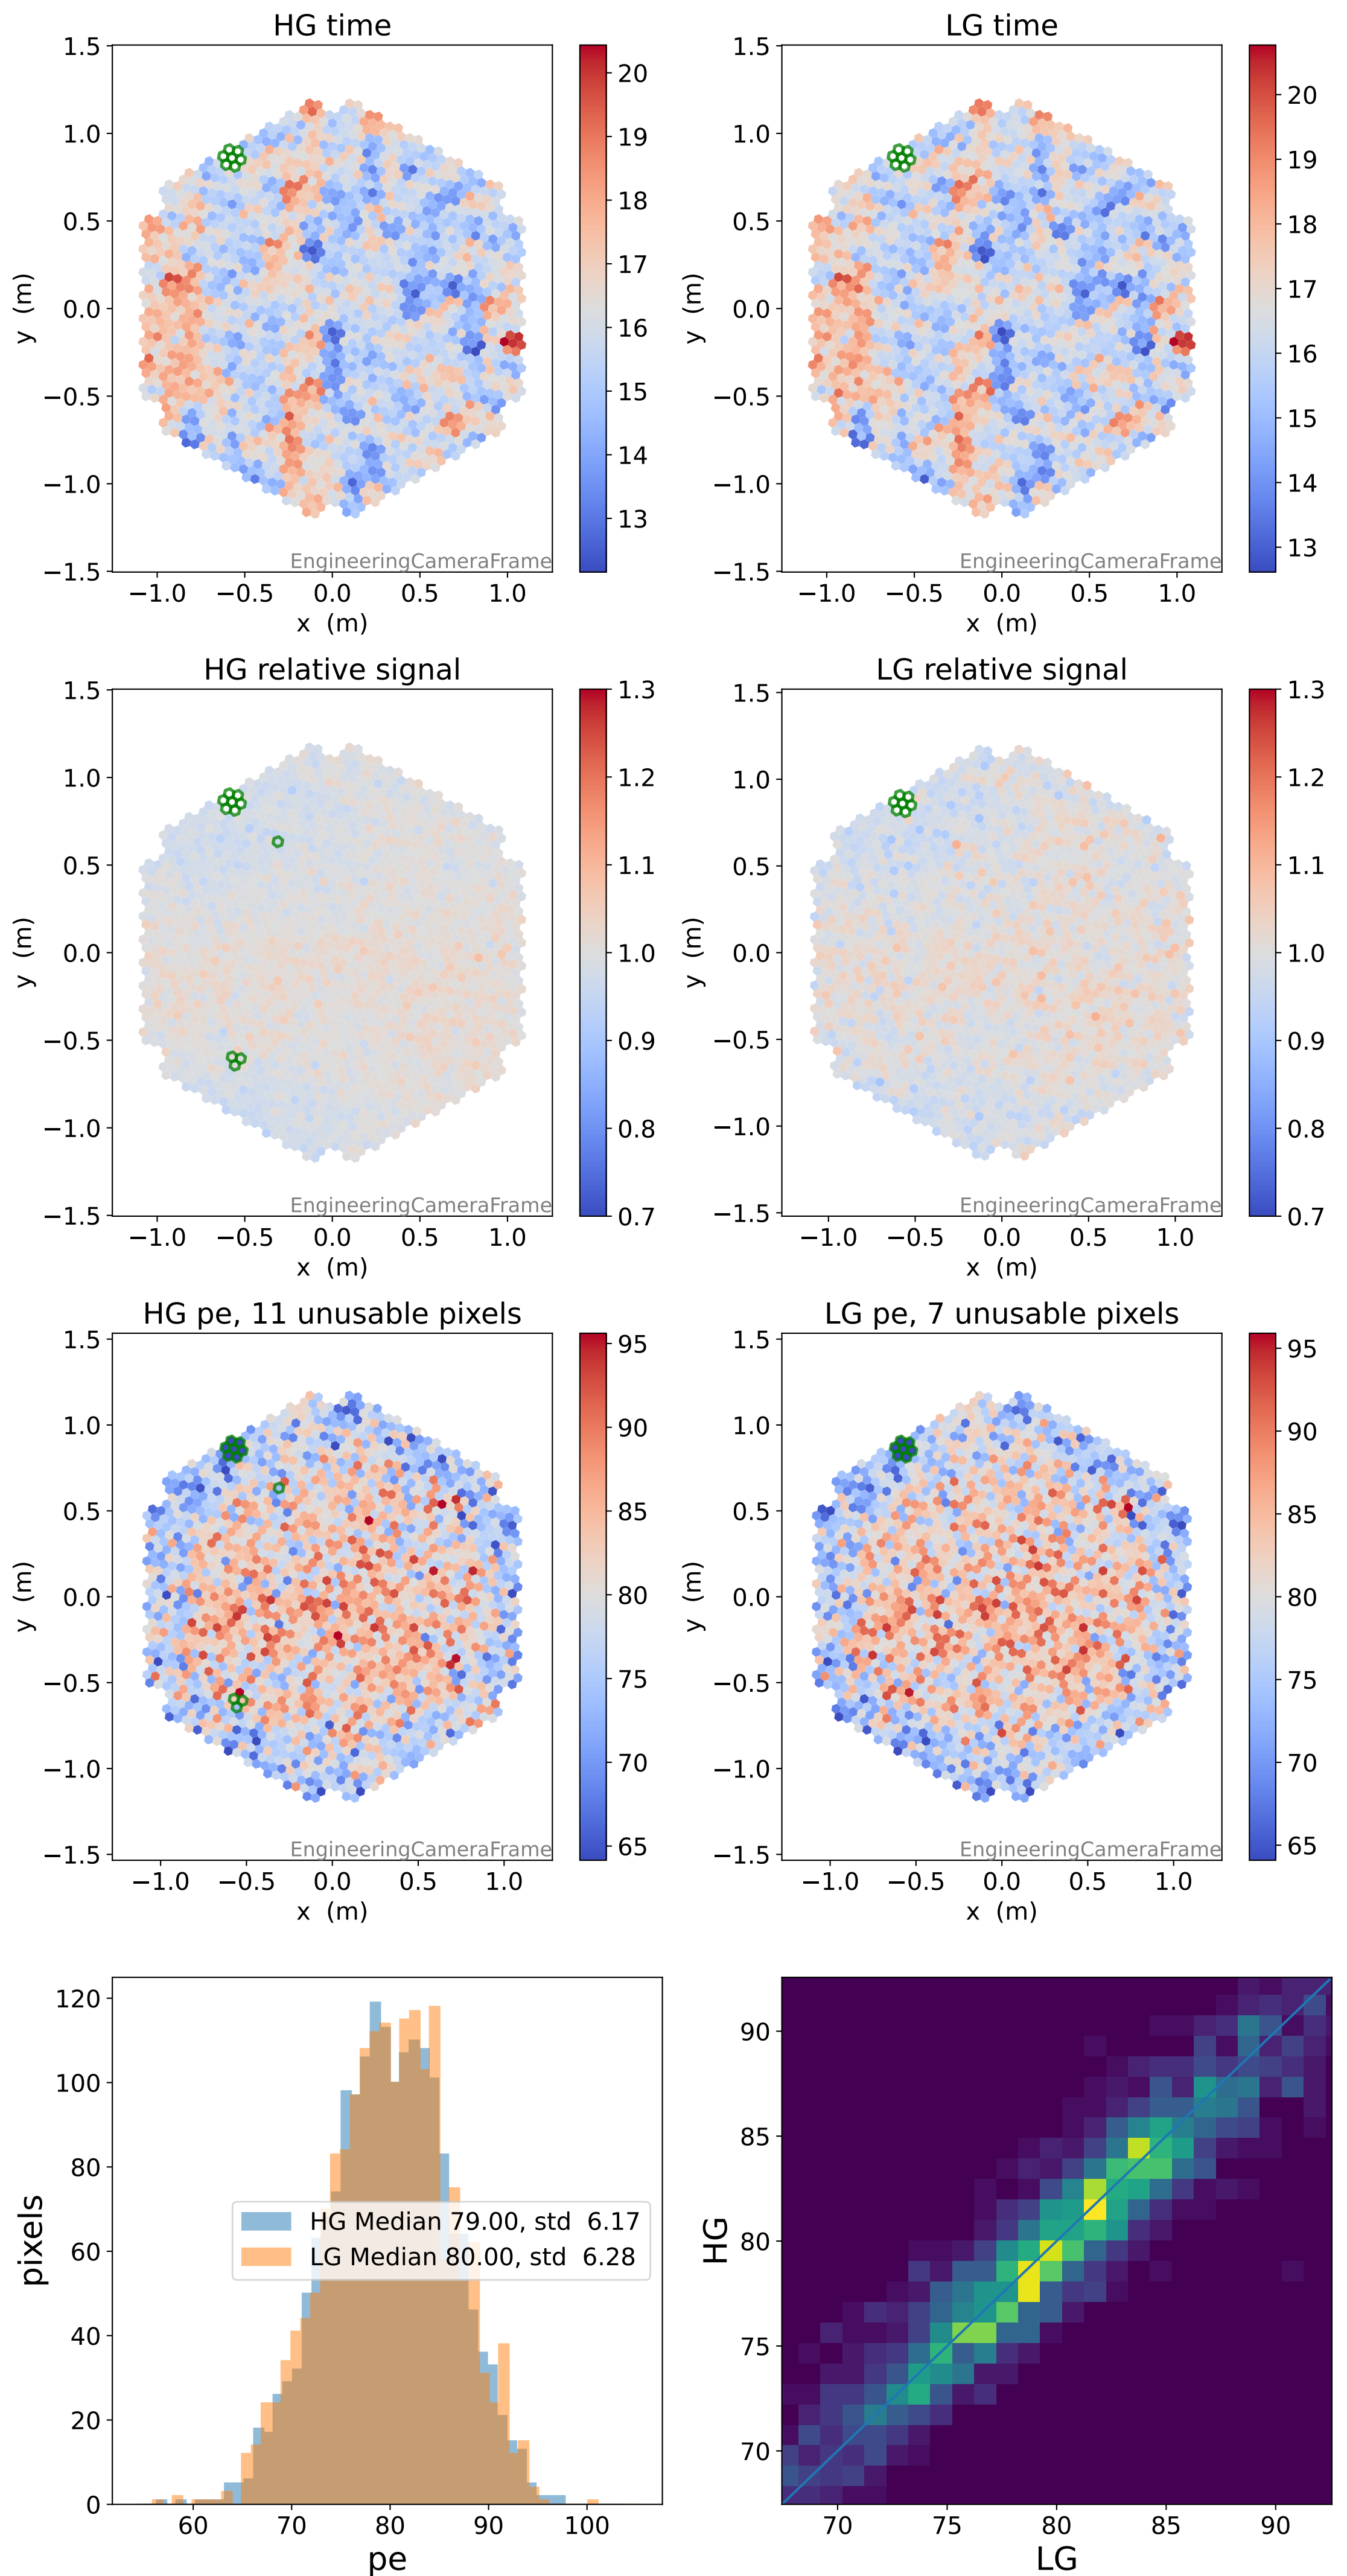 HG time
LG time
1.5
1.0
0.5
0.0
−0.5
−1.0
−1.5
y (m)
−1.0 −0.5 0.0 0.5 1.0
x (m)
EngineeringCameraFrame
20
19
18
17
16
15
14
13
1.5
1.0
0.5
0.0
−0.5
−1.0
−1.5
y (m)
−1.0 −0.5 0.0 0.5 1.0
x (m)
EngineeringCameraFrame
20
19
18
17
16
15
14
13
HG relative signal
LG relative signal
1.5
1.0
0.5
0.0
−0.5
−1.0
−1.5
y (m)
−1.0 −0.5 0.0 0.5 1.0
x (m)
EngineeringCameraFrame
1.3
1.2
1.1
1.0
0.9
0.8
0.7
1.5
1.0
0.5
0.0
−0.5
−1.0
−1.5
y (m)
−1.0 −0.5 0.0 0.5 1.0
x (m)
EngineeringCameraFrame
1.3
1.2
1.1
1.0
0.9
0.8
0.7
HG pe, 11 unusable pixels
LG pe, 7 unusable pixels
1.5
1.0
0.5
0.0
−0.5
−1.0
−1.5
y (m)
−1.0 −0.5 0.0 0.5 1.0
x (m)
EngineeringCameraFrame
95
90
85
80
75
70
65
1.5
1.0
0.5
0.0
−0.5
−1.0
−1.5
y (m)
−1.0 −0.5 0.0 0.5 1.0
x (m)
EngineeringCameraFrame
95
90
85
80
75
70
65
120
100
80
60
40
20
0
pixels
HG Median 79.00, std 6.17
LG Median 80.00, std 6.28
60 70 80 90 100
pe
90
85
80
75
70
HG
70 75 80 85 90
LG